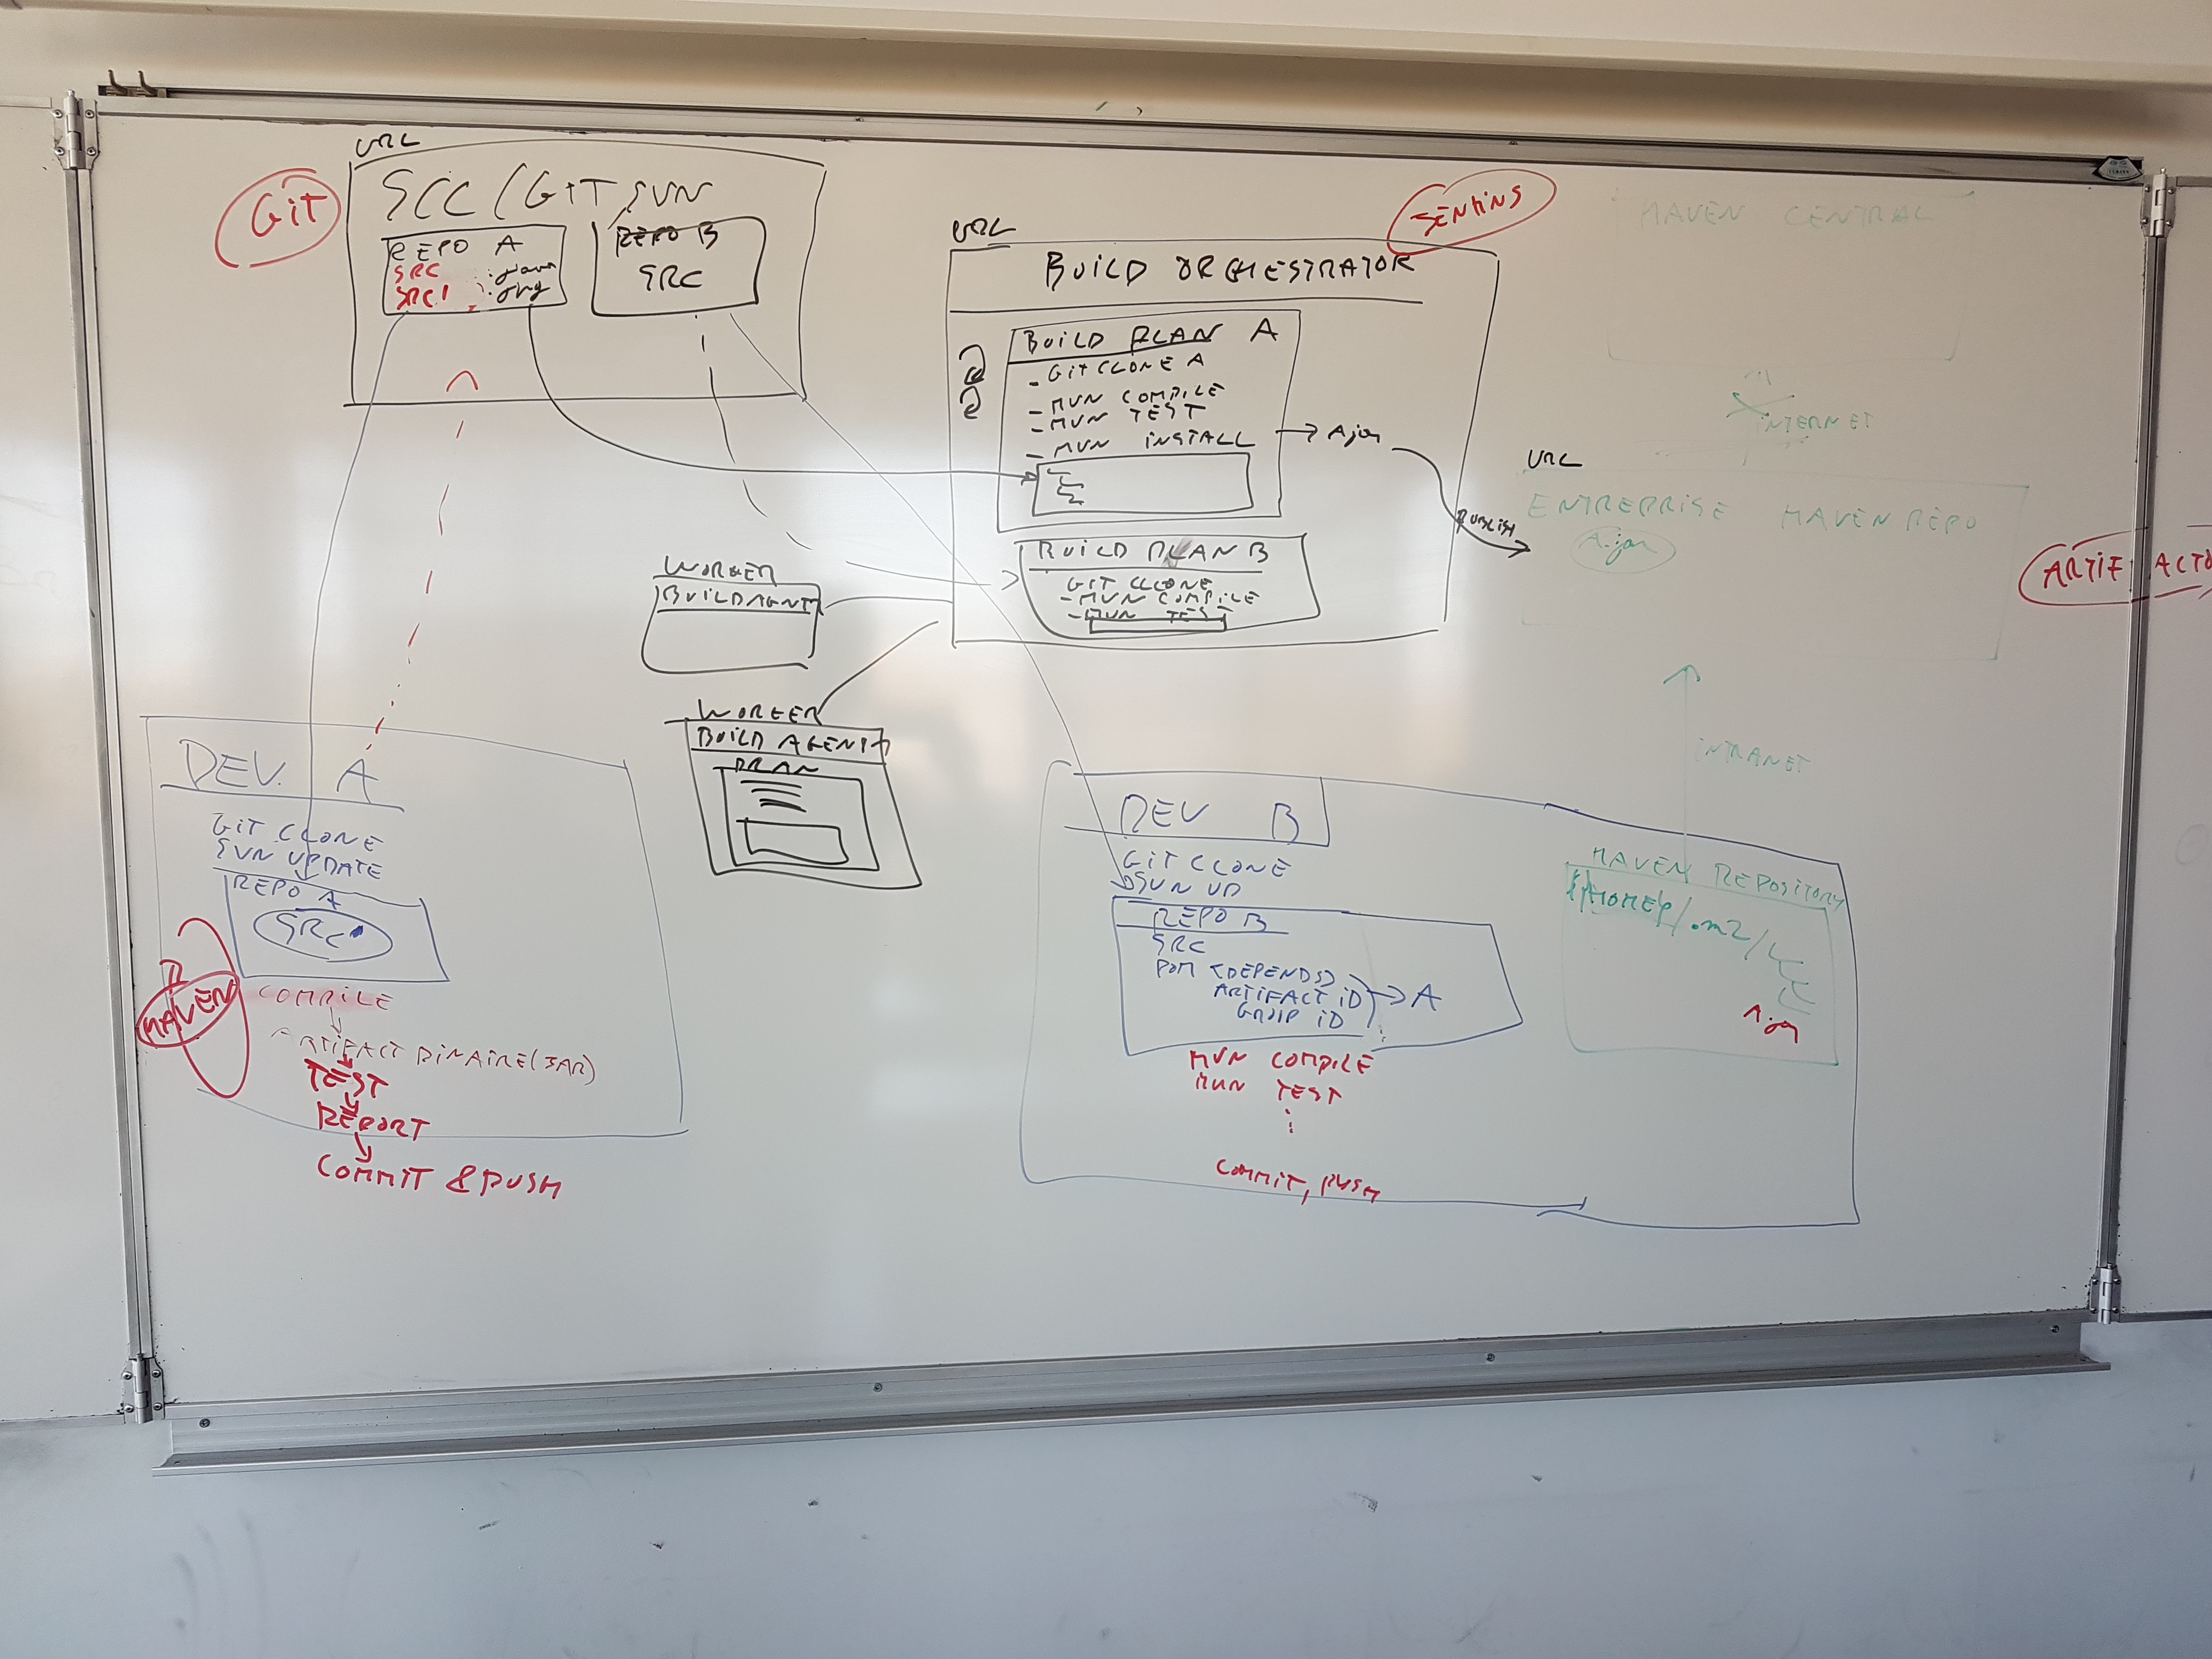 URL
GIT
SCC / GIT SVN
REPO A
SRC
SRC'
.java
REPO B
SRC
JENKINS
URL
BUILD ORCHESTRATOR
BUILD PLAN A
- GIT CLONE A
- MVN COMPILE
- MVN TEST
- MVN INSTALL
→ A.jar
PUBLISH
BUILD PLAN B
GIT CLONE
- MVN COMPILE
- MVN TEST
WORKER
BUILD AGENT
WORKER
BUILD AGENT
PLAN
MAVEN CENTRAL
INTERNET
URL
ENTREPRISE MAVEN REPO
A.jar
ARTIFACTO
INTRANET
DEV. A
GIT CLONE
SVN UPDATE
REPO A
SRC'
MAVEN
COMPILE
ARTIFACT BINAIRE (JAR)
TEST
REPORT
COMMIT & PUSH
DEV B
GIT CLONE
SVN UP
REPO B
SRC
POM <DEPENDS>
ARTIFACT ID
GROUP ID
→ A
MVN COMPILE
MVN TEST
COMMIT, PUSH
MAVEN REPOSITORY
/.m2/
A.jar